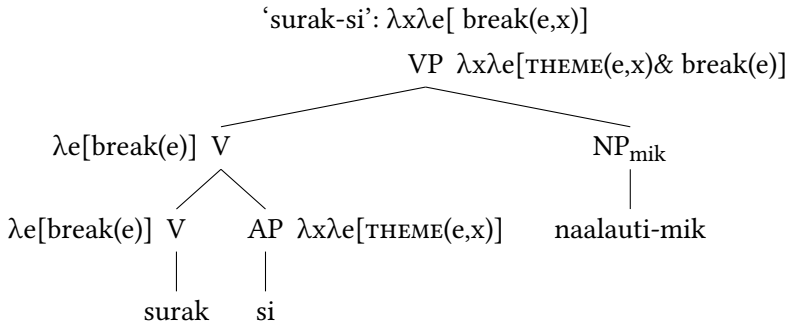 ‘surak-si’: λxλe[ break(e,x)]
VP λxλe[THEME(e,x)& break(e)]
λe[break(e)] V NPmik
λe[break(e)] V AP λxλe[THEME(e,x)] naalauti-mik
surak si